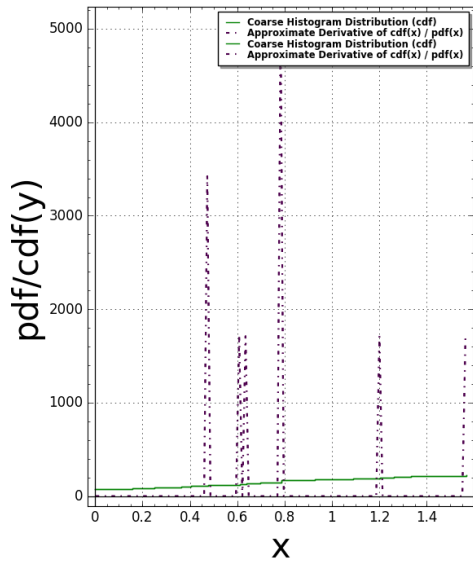 Coarse Histogram Distribution (cdf)
Approximate Derivative of cdf(x) / pdf(x)
Coarse Histogram Distribution (cdf)
Approximate Derivative of cdf(x) / pdf(x)
5000
4000
3000
2000
1000
0
pdf/cdf(y)
0 0.2 0.4 0.6 0.8 1 1.2 1.4
x